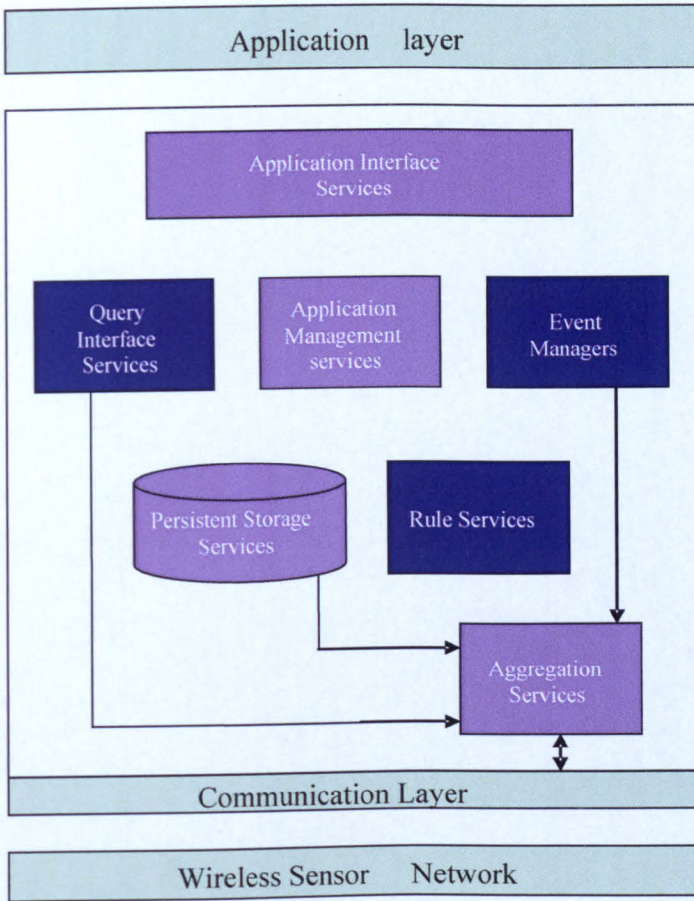 Application layer
Application Interface
Services
Query
Interface
Services
Application
Management
services
Event
Managers
Persistent Storage
Services
Rule Services
Aggregation
Services
Communication Layer
Wireless Sensor Network